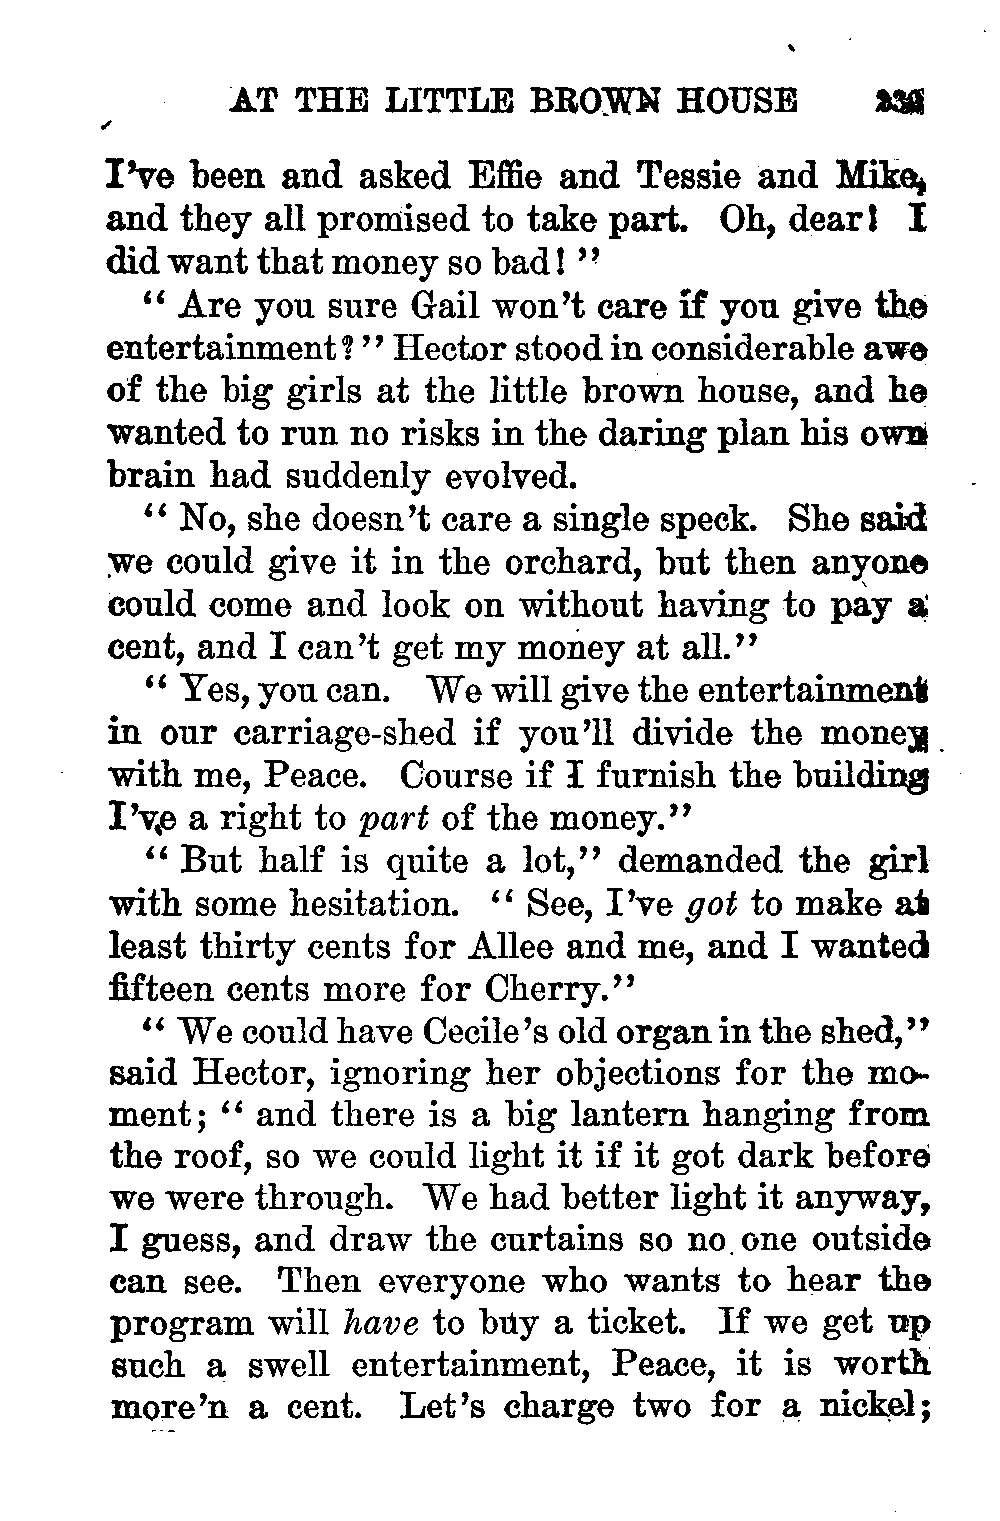 AT THE LITTLE BROWN HOUSE
I've been and asked Effie and Tessie and Mike,
and they all promised to take part. Oh, dear! I
did want that money so bad! "
" Are you sure Gail won't care if you give the
entertainment? " Hector stood in considerable awe
of the big girls at the little brown house, and he
wanted to run no risks in the daring plan his own
brain had suddenly evolved.
" No, she doesn't care a single speck. She said
we could give it in the orchard, but then anyone
could come and look on without having to pay a
cent, and I can't get my money at all."
" Yes, you can. We will give the entertainment
in our carriage-shed if you'll divide the money
with me, Peace. Course if I furnish the building
I've a right to part of the money."
" But half is quite a lot," demanded the girl
with some hesitation. " See, I've got to make at
least thirty cents for Allee and me, and I wanted
fifteen cents more for Cherry."
" We could have Cecile's old organ in the shed,"
said Hector, ignoring her objections for the mo-
ment; " and there is a big lantern hanging from
the roof, so we could light it if it got dark before
we were through. We had better light it anyway,
I guess, and draw the curtains so no one outside
can see. Then everyone who wants to hear the
program will have to buy a ticket. If we get up
such a swell entertainment, Peace, it is worth
more'n a cent. Let's charge two for a nickel;